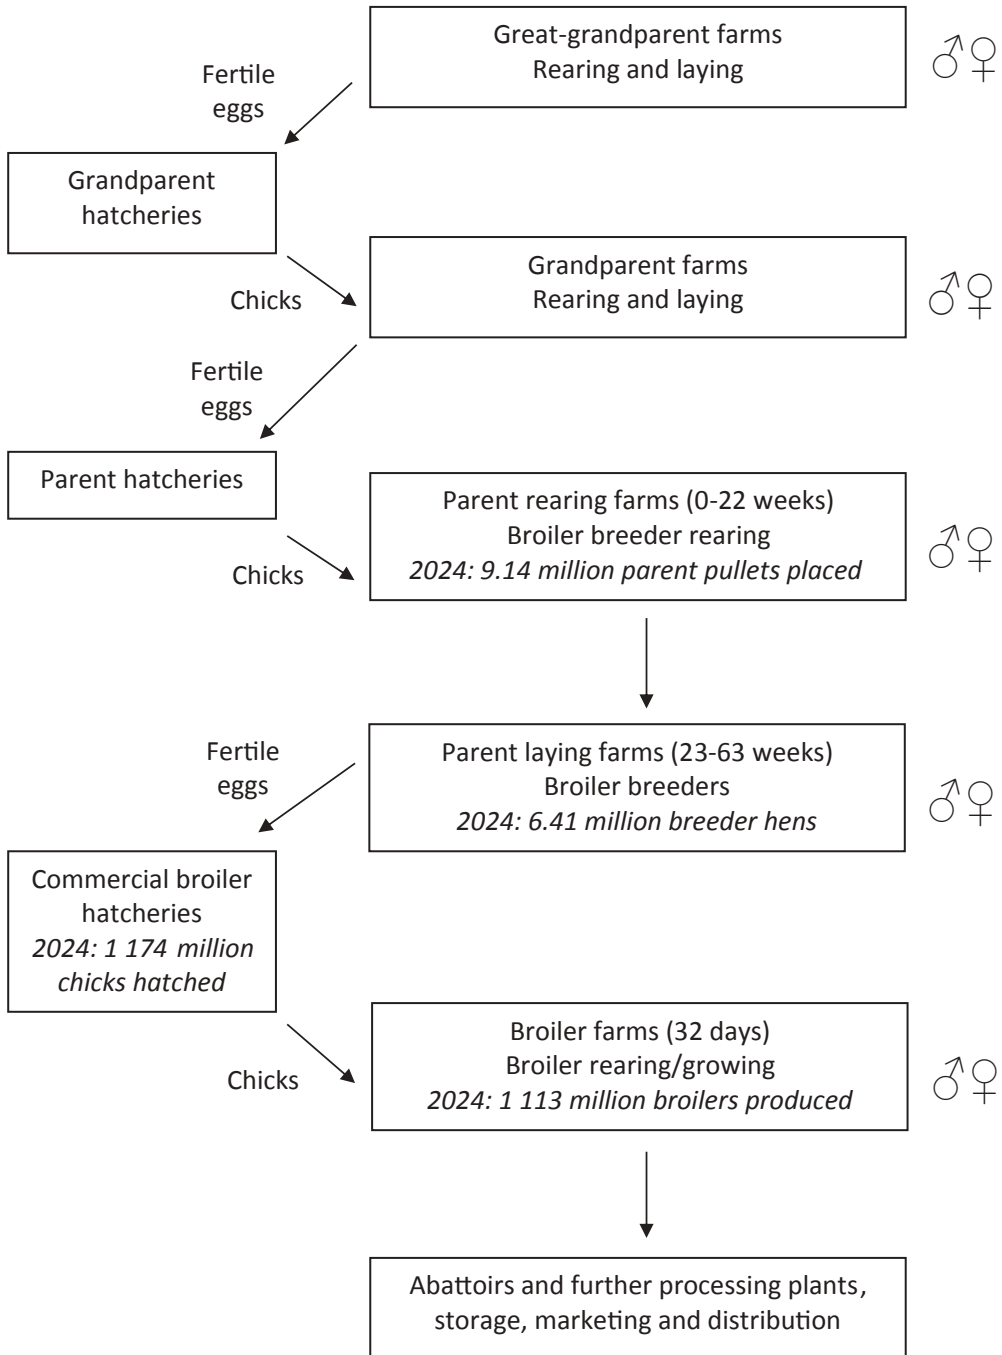 Great-grandparent farms
Rearing and laying
♂♀
Fertile
eggs
Grandparent
hatcheries
Chicks
Grandparent farms
Rearing and laying
♂♀
Fertile
eggs
Parent hatcheries
Chicks
Parent rearing farms (0-22 weeks)
Broiler breeder rearing
2024: 9.14 million parent pullets placed
♂♀
Parent laying farms (23-63 weeks)
Broiler breeders
2024: 6.41 million breeder hens
♂♀
Fertile
eggs
Commercial broiler
hatcheries
2024: 1 174 million
chicks hatched
Chicks
Broiler farms (32 days)
Broiler rearing/growing
2024: 1 113 million broilers produced
♂♀
Abattoirs and further processing plants,
storage, marketing and distribution